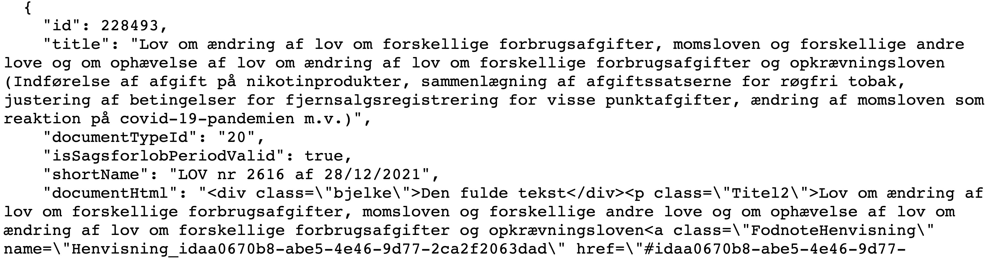 {
"id": 228493,
"title": "Lov om ændring af lov om forskellige forbrugsafgifter, momsloven og forskellige andre
love og om ophævelse af lov om ændring af lov om forskellige forbrugsafgifter og opkrævningsloven
(Indførelse af afgift på nikotinprodukter, sammenlægning af afgiftssatserne for røgfri tobak,
justering af betingelser for fjernsalgsregistrering for visse punktafgifter, ændring af momsloven som
reaktion på covid-19-pandemien m.v.)",
"documentTypeId": "20",
"isSagsforlobPeriodValid": true,
"shortName": "LOV nr 2616 af 28/12/2021",
"documentHtml": "<div class=\"bjelke\">Den fulde tekst</div><p class=\"Titel2\">Lov om ændring af
lov om forskellige forbrugsafgifter, momsloven og forskellige andre love og om ophævelse af lov om
ændring af lov om forskellige forbrugsafgifter og opkrævningsloven<a class=\"FodnoteHenvisning\"
name=\"Henvisning_idaa0670b8-abe5-4e46-9d77-2ca2f2063dad\" href=\"#idaa0670b8-abe5-4e46-9d77-